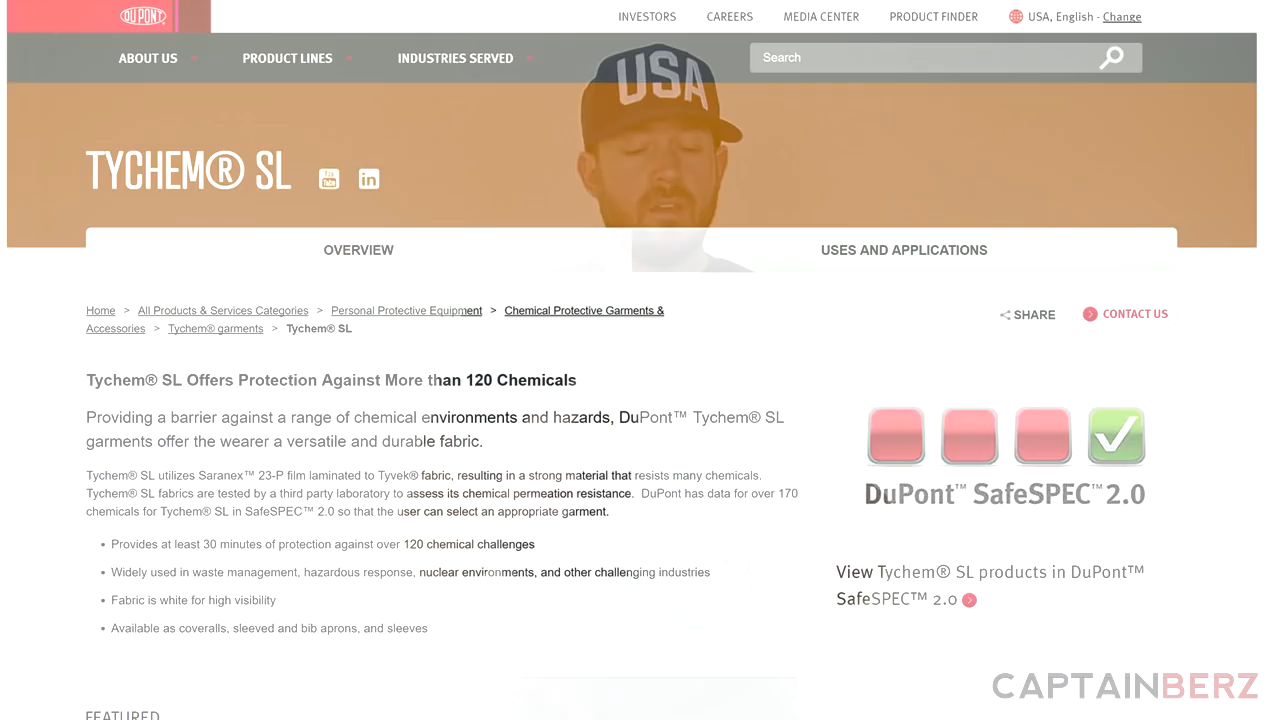 DU PONT
INVESTORS CAREERS MEDIA CENTER PRODUCT FINDER USA, English - Change
ABOUT US PRODUCT LINES INDUSTRIES SERVED Search
USA
TYCHEM® SL You Tube in
OVERVIEW USES AND APPLICATIONS
Home > All Products & Services Categories > Personal Protective Equipment > Chemical Protective Garments &
Accessories > Tychem® garments > Tychem® SL
SHARE CONTACT US
Tychem® SL Offers Protection Against More than 120 Chemicals
Providing a barrier against a range of chemical environments and hazards, DuPont™ Tychem® SL
garments offer the wearer a versatile and durable fabric.
Tychem® SL utilizes Saranex™ 23-P film laminated to Tyvek® fabric, resulting in a strong material that resists many chemicals.
Tychem® SL fabrics are tested by a third party laboratory to assess its chemical permeation resistance. DuPont has data for over 170
chemicals for Tychem® SL in SafeSPEC™ 2.0 so that the user can select an appropriate garment.
• Provides at least 30 minutes of protection against over 120 chemical challenges
• Widely used in waste management, hazardous response, nuclear environments, and other challenging industries
• Fabric is white for high visibility
• Available as coveralls, sleeved and bib aprons, and sleeves
DuPont™ SafeSPEC™ 2.0
View Tychem® SL products in DuPont™
SafeSPEC™ 2.0
CAPTAINBERZ
FEATURED